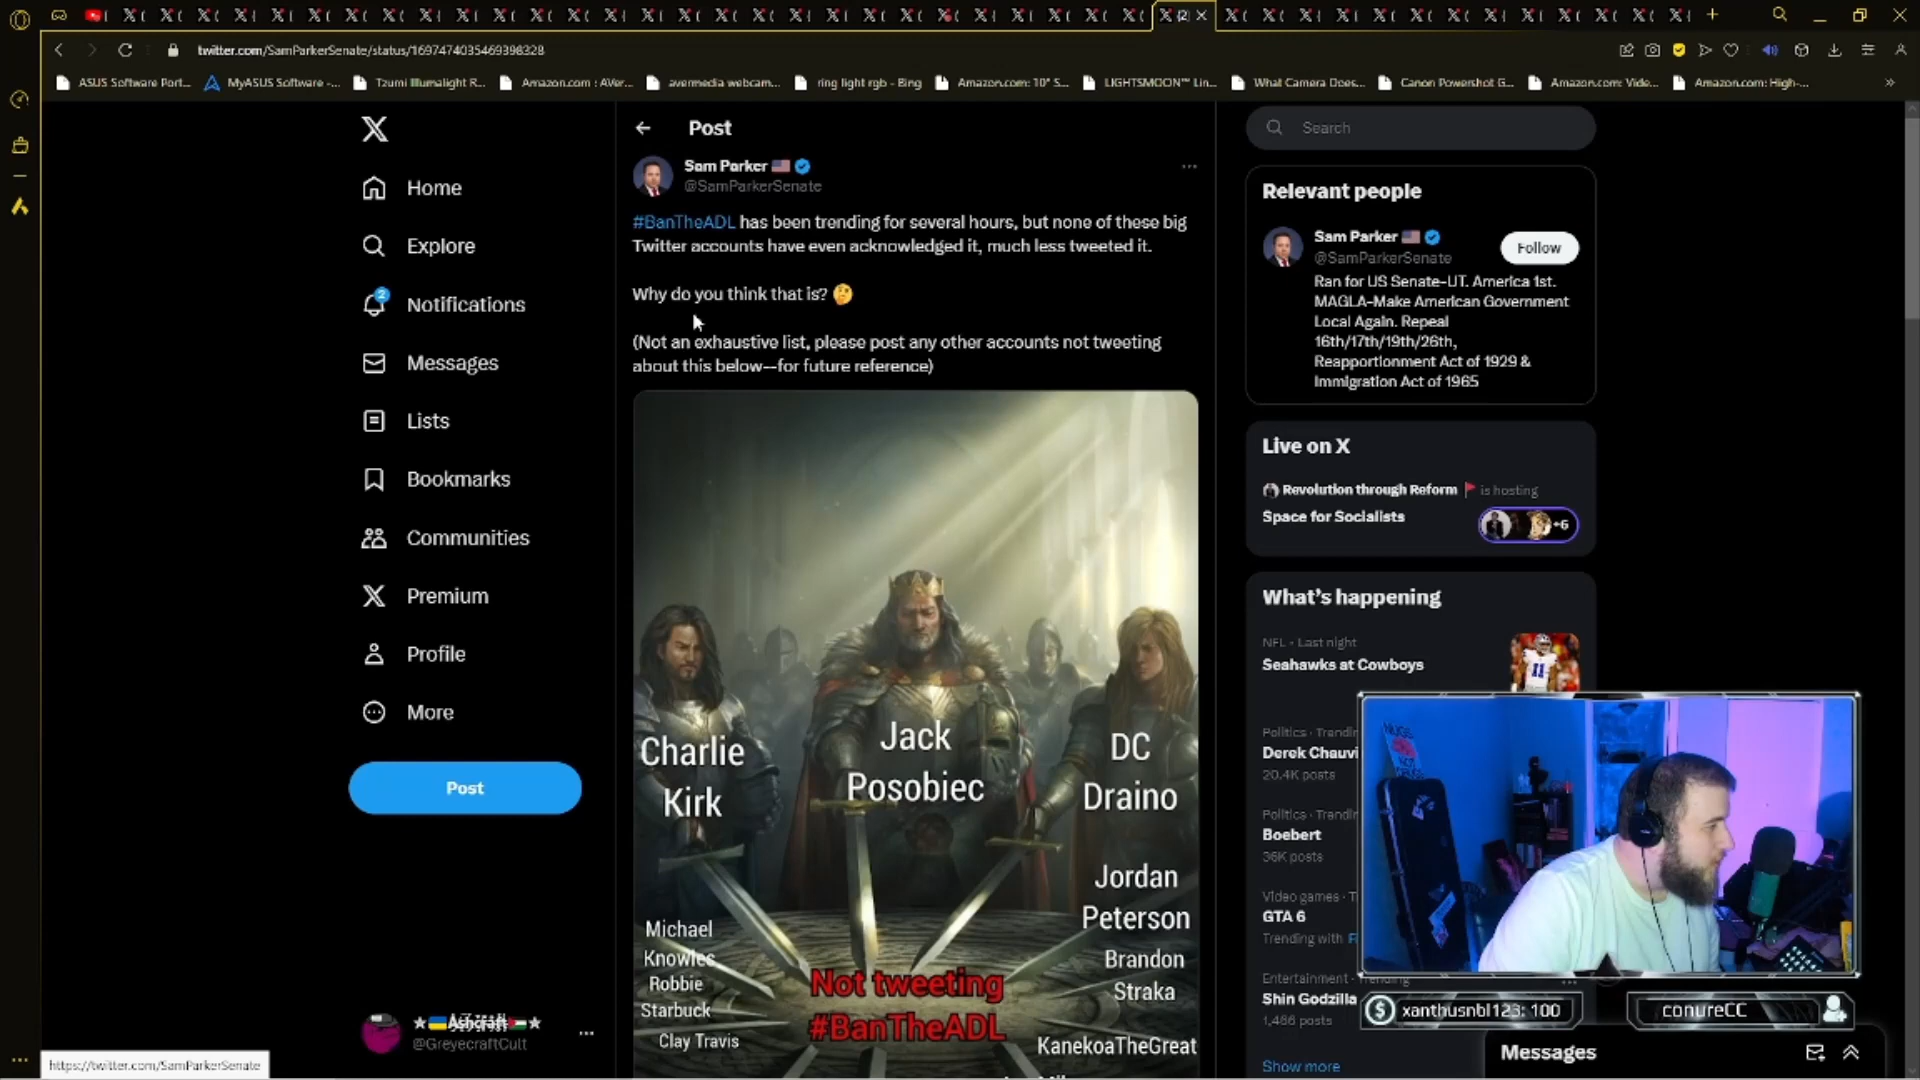 twitter.com/SamParkerSenate/status/1697474035469398328
ASUS Software Port...
MyASUS Software -...
Tzumi Illumalight R...
Amazon.com : AVer...
avermedia webcam...
ring light rgb - Bing
Amazon.com: 10" S...
LIGHTSMOON™ Lin...
What Camera Does...
Canon Powershot G...
Amazon.com: Vide...
Amazon.com: High-...
Home
Explore
2
Notifications
Messages
Lists
Bookmarks
Communities
Premium
Profile
More
Post
@GreyecraftCult
https://twitter.com/SamParkerSenate
Post
Sam Parker
@SamParkerSenate
#BanTheADL has been trending for several hours, but none of these big
Twitter accounts have even acknowledged it, much less tweeted it.
Why do you think that is?
(Not an exhaustive list, please post any other accounts not tweeting
about this below--for future reference)
Charlie
Kirk
Jack
Posobiec
DC
Draino
Jordan
Peterson
Michael
Knowles
Robbie
Starbuck
Clay Travis
Brandon
Straka
KanekoaTheGreat
Not tweeting
#BanTheADL
Search
Relevant people
Sam Parker
@SamParkerSenate
Follow
Ran for US Senate-UT. America 1st.
MAGLA-Make American Government
Local Again. Repeal
16th/17th/19th/26th,
Reapportionment Act of 1929 &
Immigration Act of 1965
Live on X
Revolution through Reform is hosting
Space for Socialists
+6
What's happening
NFL · Last night
Seahawks at Cowboys
Politics · Trendin
Derek Chauvi
20.4K posts
Politics · Trendin
Boebert
36K posts
Video games · T
GTA 6
Trending with F
Entertainment · Trending
Shin Godzilla
1,466 posts
Show more
xanthusnbl123: 100
conureCC
Messages